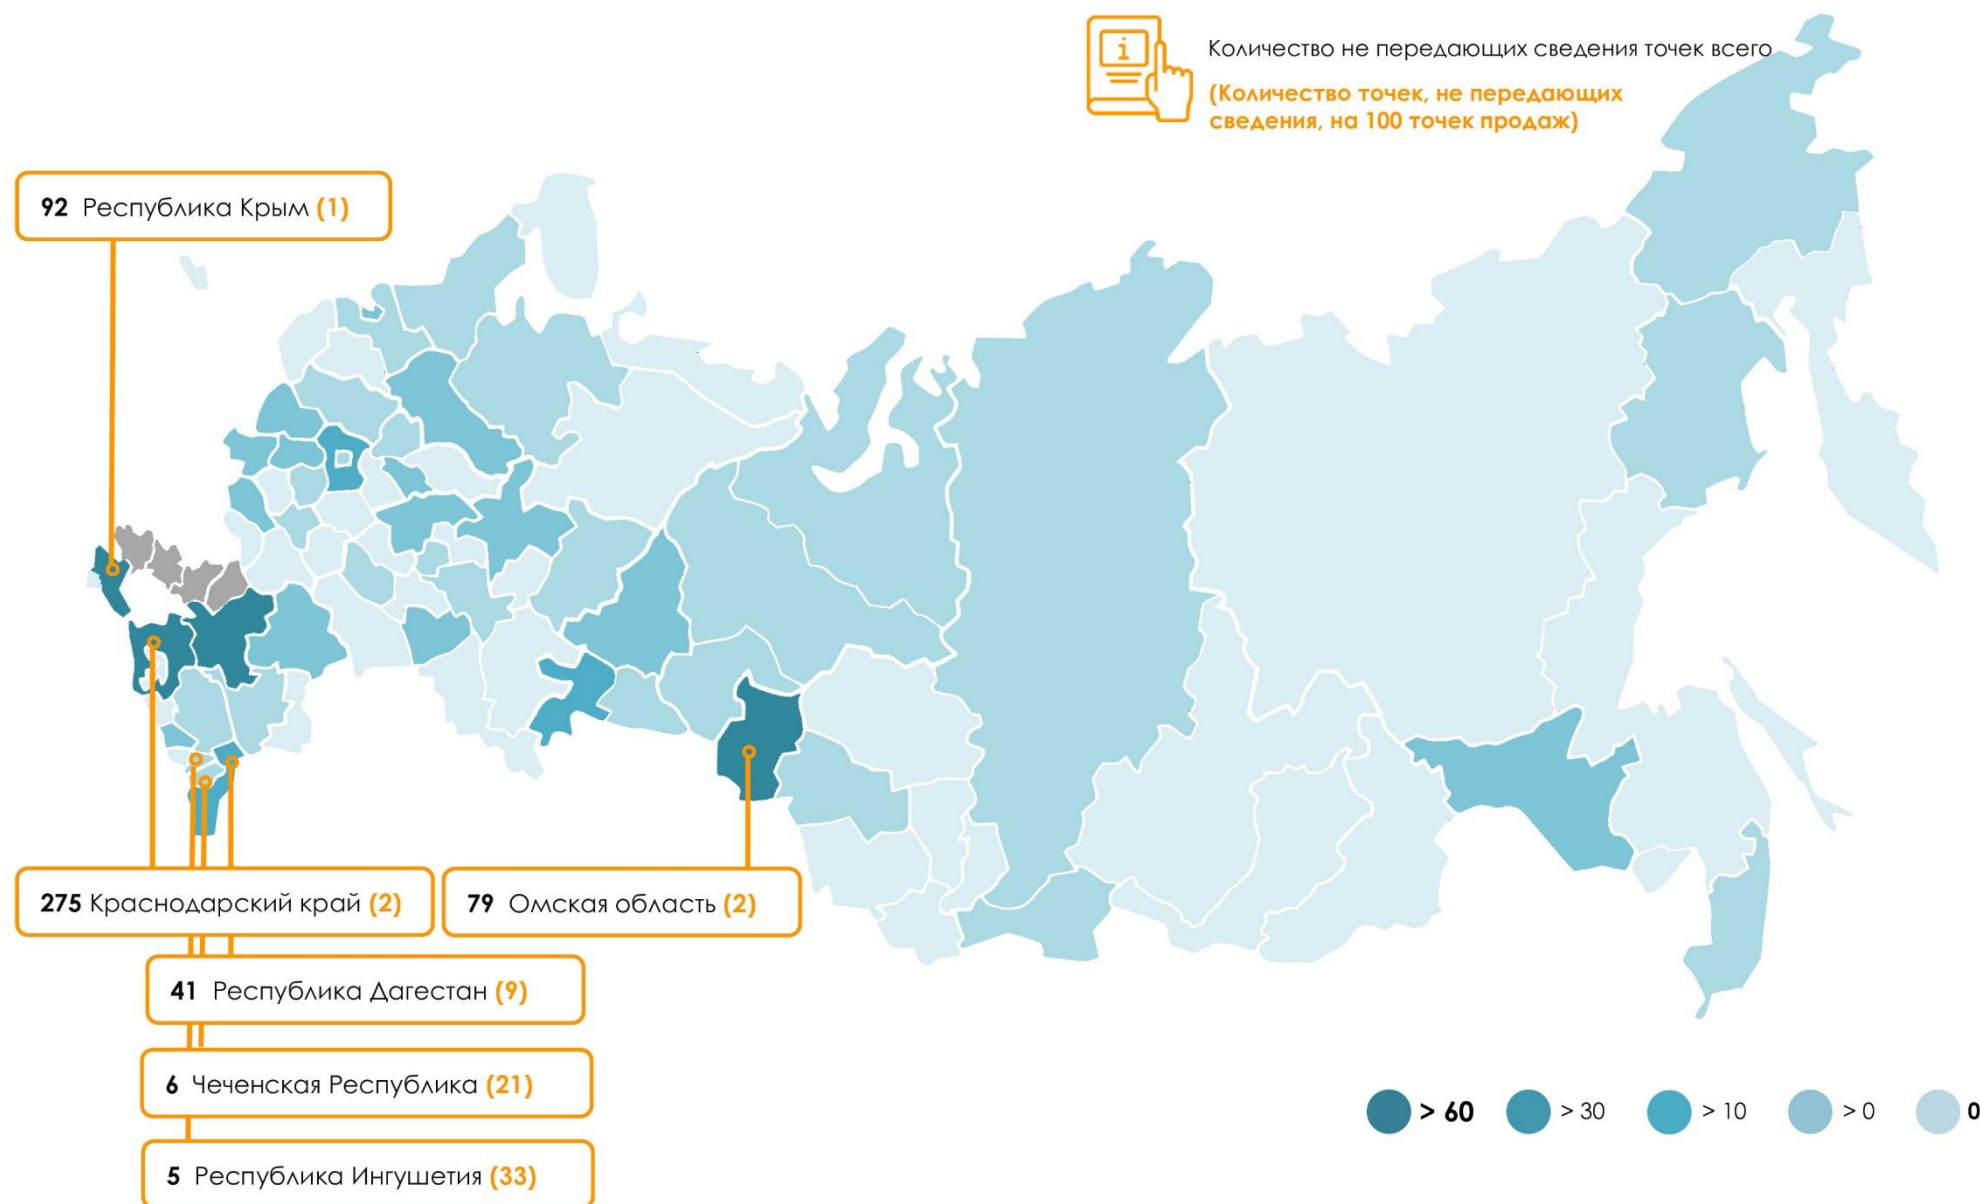 i
Количество не передающих сведения точек всего
(Количество точек, не передающих
сведения, на 100 точек продаж)
92 Республика Крым (1)
275 Краснодарский край (2)
79 Омская область (2)
41 Республика Дагестан (9)
6 Чеченская Республика (21)
5 Республика Ингушетия (33)
> 60 > 30 > 10 > 0 0